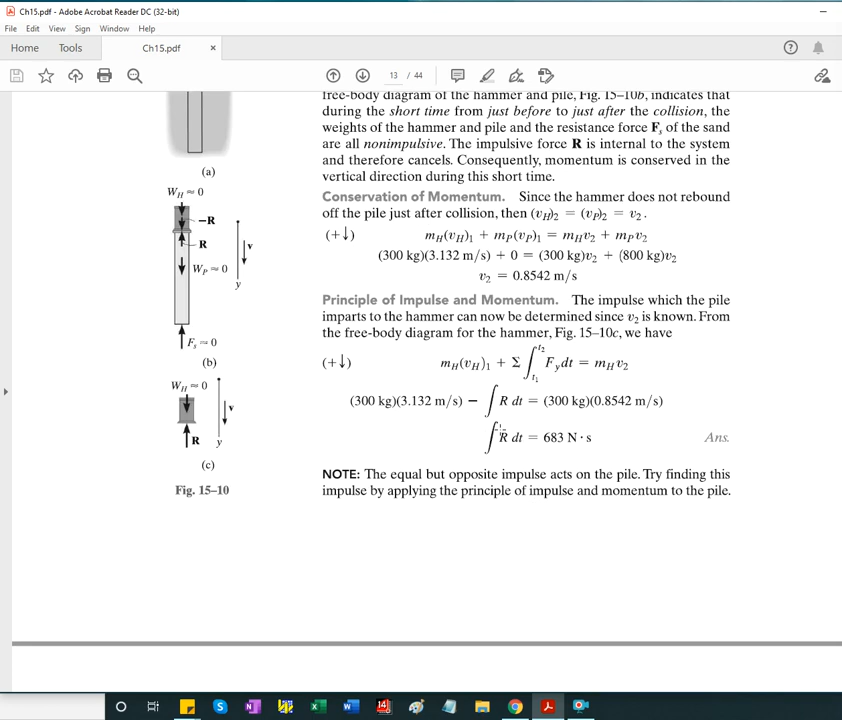 Ch15.pdf - Adobe Acrobat Reader DC (32-bit)
File Edit View Sign Window Help
Home Tools Ch15.pdf ×
13 / 44
free-body diagram of the hammer and pile, Fig. 15–10b, indicates that
during the short time from just before to just after the collision, the
weights of the hammer and pile and the resistance force Fs of the sand
are all nonimpulsive. The impulsive force R is internal to the system
and therefore cancels. Consequently, momentum is conserved in the
vertical direction during this short time.
Conservation of Momentum. Since the hammer does not rebound
off the pile just after collision, then (vH)2 = (vP)2 = v2.
(+↓) mH(vH)1 + mP(vP)1 = mHv2 + mPv2
(300 kg)(3.132 m/s) + 0 = (300 kg)v2 + (800 kg)v2
v2 = 0.8542 m/s
Principle of Impulse and Momentum. The impulse which the pile
imparts to the hammer can now be determined since v2 is known. From
the free-body diagram for the hammer, Fig. 15–10c, we have
(+↓) mH(vH)1 + Σ ∫t1t2 Fy dt = mHv2
(300 kg)(3.132 m/s) − ∫ R dt = (300 kg)(0.8542 m/s)
∫ R dt = 683 N·s Ans.
NOTE: The equal but opposite impulse acts on the pile. Try finding this
impulse by applying the principle of impulse and momentum to the pile.
(a)
WH ≈ 0
−R
R
v
WP ≈ 0
y
Fs ≈ 0
(b)
WH ≈ 0
v
R
y
(c)
Fig. 15–10
14